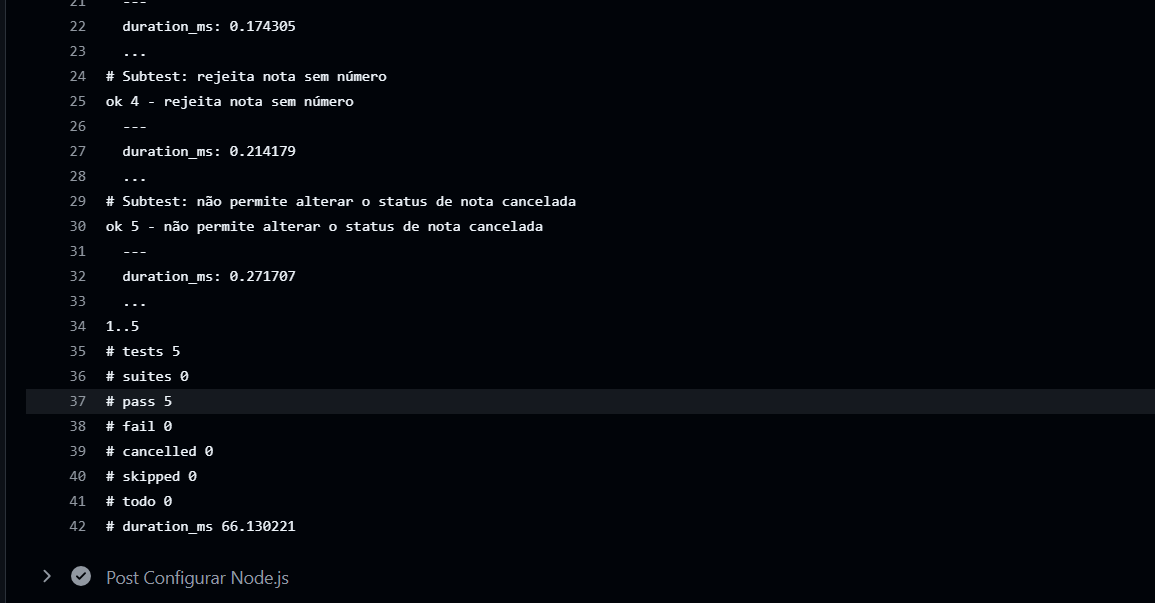 21 ---
22 duration_ms: 0.174305
23 ...
24 # Subtest: rejeita nota sem número
25 ok 4 - rejeita nota sem número
26 ---
27 duration_ms: 0.214179
28 ...
29 # Subtest: não permite alterar o status de nota cancelada
30 ok 5 - não permite alterar o status de nota cancelada
31 ---
32 duration_ms: 0.271707
33 ...
34 1..5
35 # tests 5
36 # suites 0
37 # pass 5
38 # fail 0
39 # cancelled 0
40 # skipped 0
41 # todo 0
42 # duration_ms 66.130221
Post Configurar Node.js